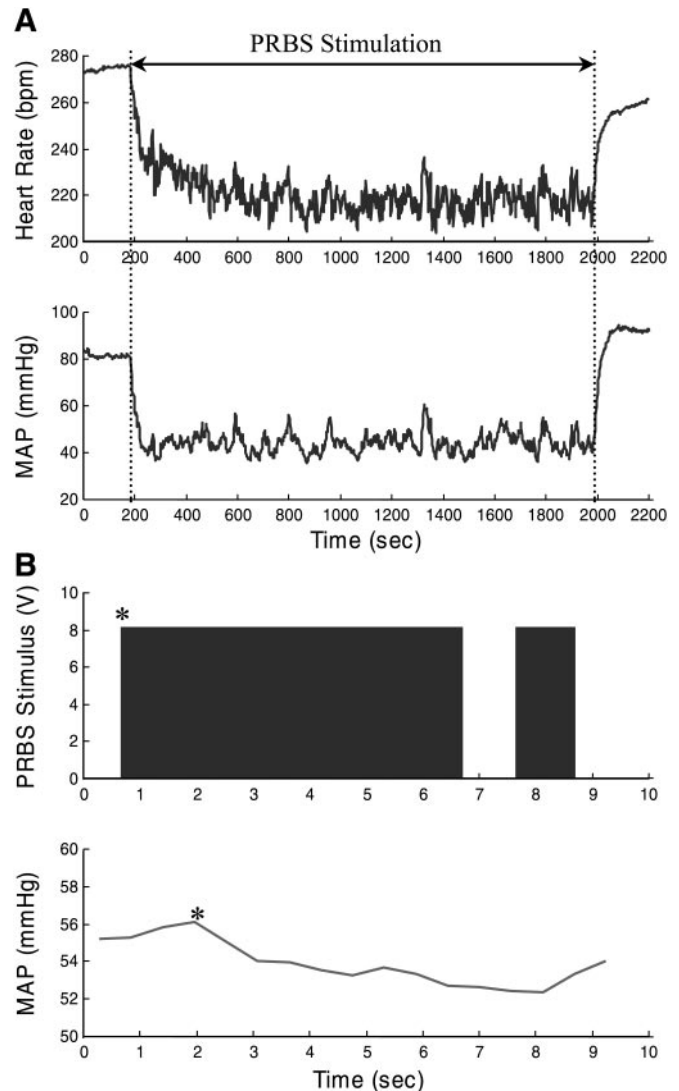 A
PRBS Stimulation
Heart Rate (bpm)
280
260
240
220
200
0 200 400 600 800 1000 1200 1400 1600 1800 2000 2200
MAP (mmHg)
100
80
60
40
20
0 200 400 600 800 1000 1200 1400 1600 1800 2000 2200
Time (sec)
B
PRBS Stimulus (V)
10
8
6
4
2
0
*
0 1 2 3 4 5 6 7 8 9 10
MAP (mmHg)
60
58
56
54
52
50
*
0 1 2 3 4 5 6 7 8 9 10
Time (sec)